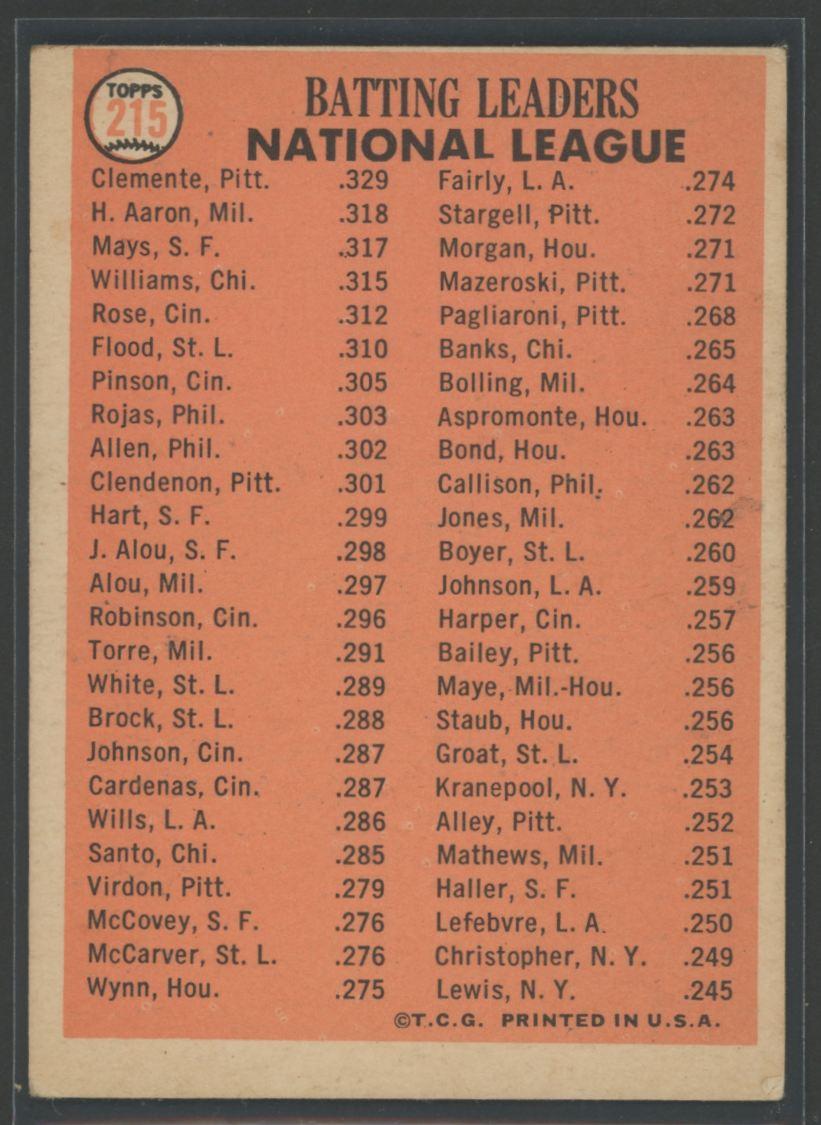 TOPPS
215
BATTING LEADERS
NATIONAL LEAGUE
Clemente, Pitt. .329
H. Aaron, Mil. .318
Mays, S. F. .317
Williams, Chi. .315
Rose, Cin. .312
Flood, St. L. .310
Pinson, Cin. .305
Rojas, Phil. .303
Allen, Phil. .302
Clendenon, Pitt. .301
Hart, S. F. .299
J. Alou, S. F. .298
Alou, Mil. .297
Robinson, Cin. .296
Torre, Mil. .291
White, St. L. .289
Brock, St. L. .288
Johnson, Cin. .287
Cardenas, Cin. .287
Wills, L. A. .286
Santo, Chi. .285
Virdon, Pitt. .279
McCovey, S. F. .276
McCarver, St. L. .276
Wynn, Hou. .275
Fairly, L. A. .274
Stargell, Pitt. .272
Morgan, Hou. .271
Mazeroski, Pitt. .271
Pagliaroni, Pitt. .268
Banks, Chi. .265
Bolling, Mil. .264
Aspromonte, Hou. .263
Bond, Hou. .263
Callison, Phil. .262
Jones, Mil. .262
Boyer, St. L. .260
Johnson, L. A. .259
Harper, Cin. .257
Bailey, Pitt. .256
Maye, Mil.-Hou. .256
Staub, Hou. .256
Groat, St. L. .254
Kranepool, N. Y. .253
Alley, Pitt. .252
Mathews, Mil. .251
Haller, S. F. .251
Lefebvre, L. A. .250
Christopher, N. Y. .249
Lewis, N. Y. .245
©T.C.G. PRINTED IN U.S.A.